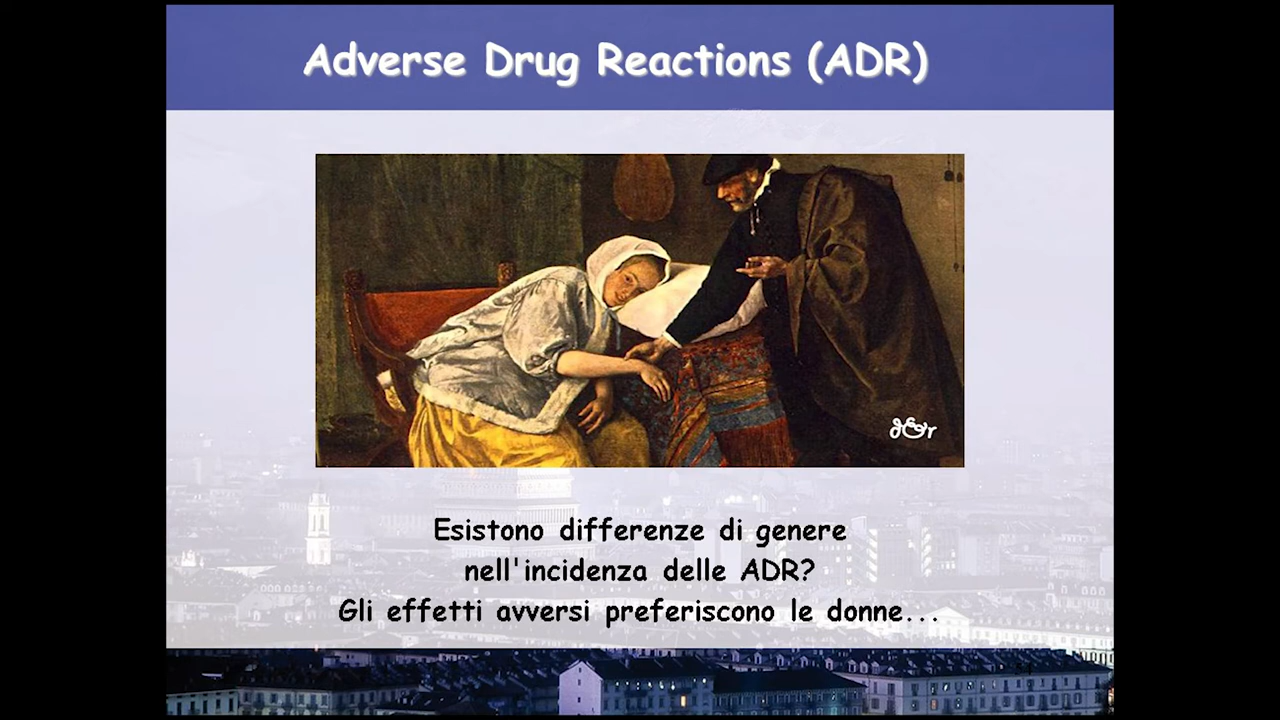 Adverse Drug Reactions (ADR)
Esistono differenze di genere
nell'incidenza delle ADR?
Gli effetti avversi preferiscono le donne...